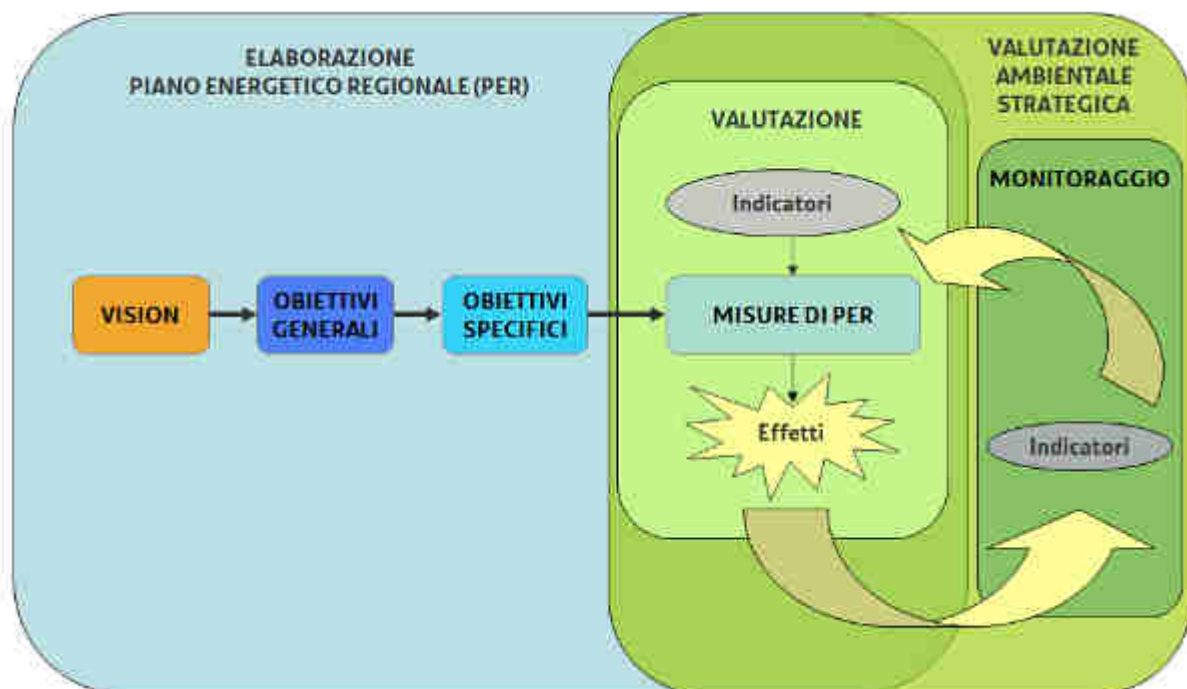 ELABORAZIONE
PIANO ENERGETICO REGIONALE (PER)
VALUTAZIONE
AMBIENTALE
STRATEGICA
VALUTAZIONE
MONITORAGGIO
Indicatori
VISION
OBIETTIVI
GENERALI
OBIETTIVI
SPECIFICI
MISURE DI PER
Effetti
Indicatori